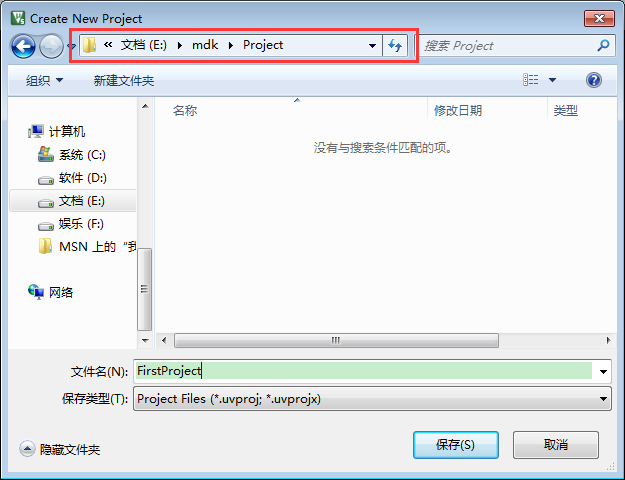 Create New Project
« 文档 (E:) mdk Project
搜索 Project
组织 新建文件夹
名称 修改日期 类型
没有与搜索条件匹配的项。
计算机
系统 (C:)
软件 (D:)
文档 (E:)
娱乐 (F:)
MSN 上的“我
网络
文件名(N): FirstProject
保存类型(T): Project Files (*.uvproj; *.uvprojx)
隐藏文件夹 保存(S) 取消